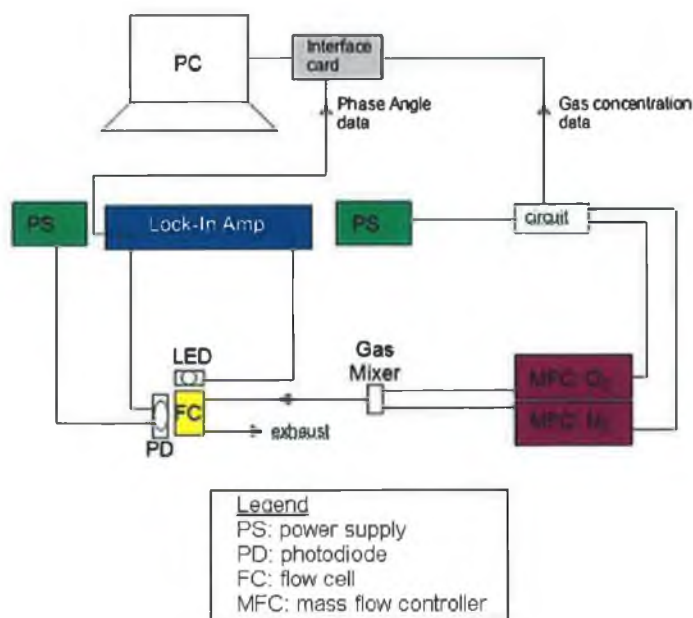 PC
Interface
card
Phase Angle
data
Gas concentration
data
PS
Lock-In Amp
PS
circuit
LED
Gas
Mixer
MFC: O2
FC
MFC: N2
exhaust
PD
Legend
PS: power supply
PD: photodiode
FC: flow cell
MFC: mass flow controller